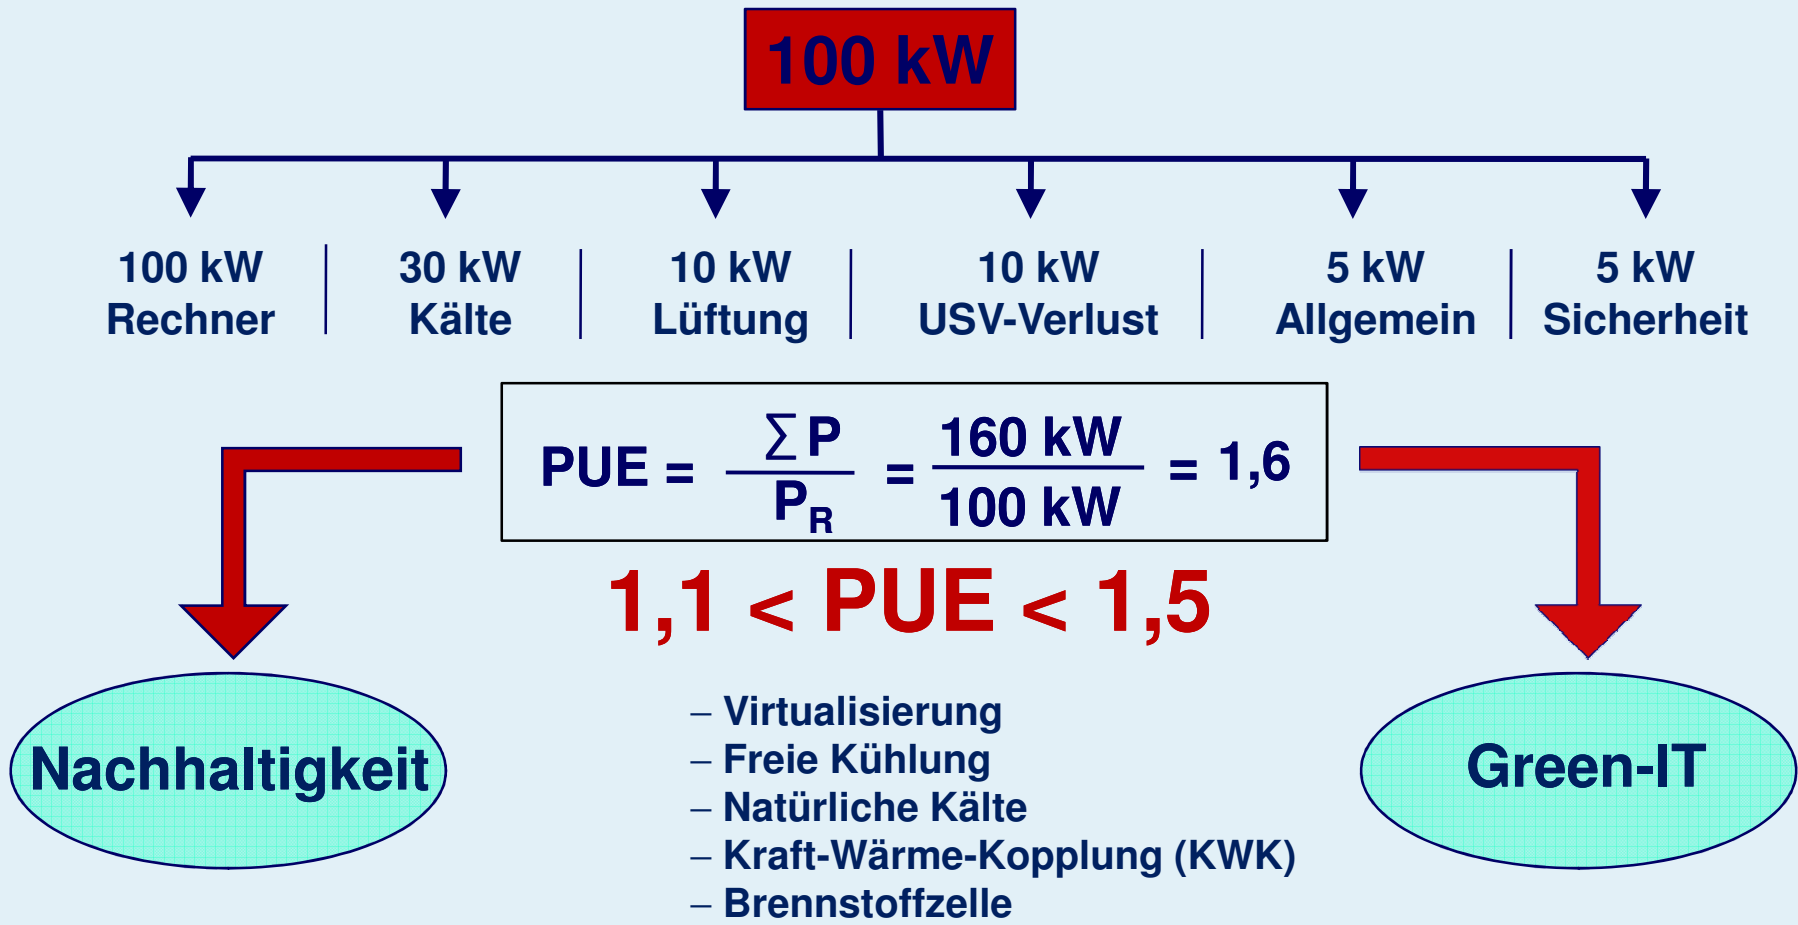 100 kW
100 kW 30 kW 10 kW 10 kW 5 kW 5 kW
Rechner Kälte Lüftung USV-Verlust Allgemein Sicherheit
PUE = ∑ P / P_R = 160 kW / 100 kW = 1,6
1,1 < PUE < 1,5
Nachhaltigkeit
– Virtualisierung
– Freie Kühlung
– Natürliche Kälte
– Kraft-Wärme-Kopplung (KWK)
– Brennstoffzelle
Green-IT